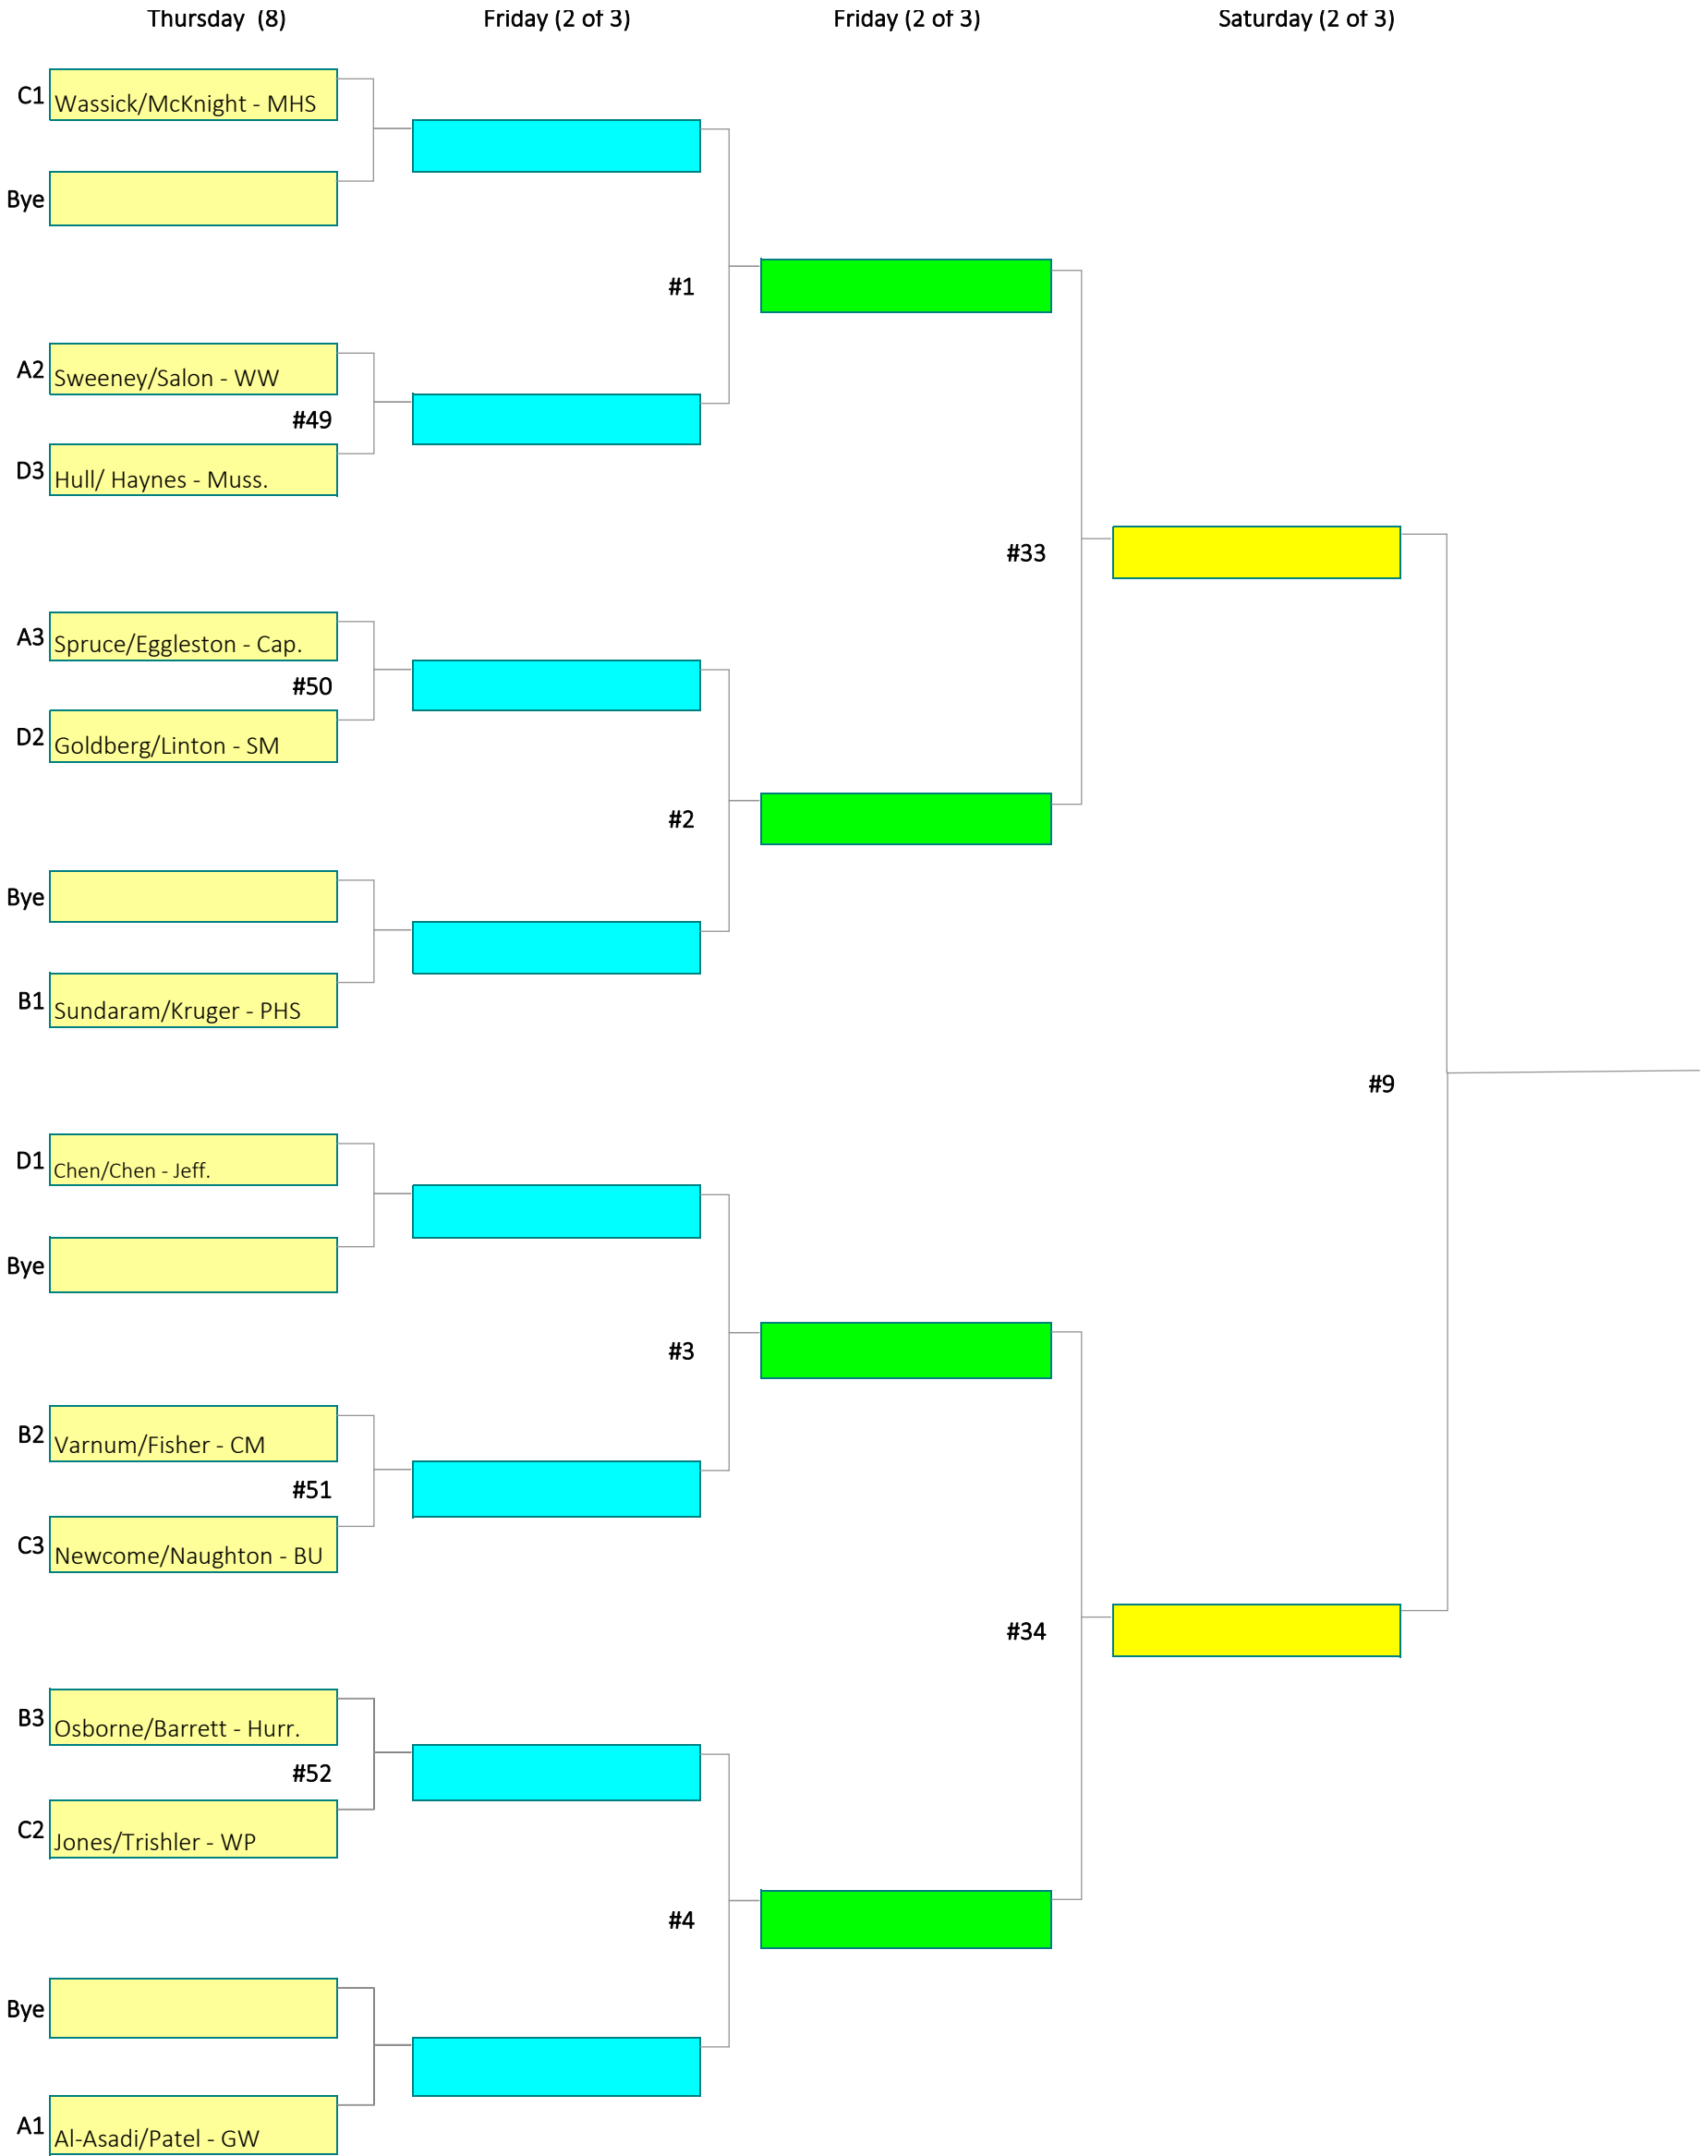 Thursday  (8)
Friday (2 of 3)
Friday (2 of 3)
Saturday (2 of 3)
C1
Wassick/McKnight - MHS
Bye
#1
A2
Sweeney/Salon - WW
#49
D3
Hull/ Haynes - Muss.
#33
A3
Spruce/Eggleston - Cap.
#50
D2
Goldberg/Linton - SM
#2
Bye
B1
Sundaram/Kruger - PHS
#9
D1
Chen/Chen - Jeff.
Bye
#3
B2
Varnum/Fisher - CM
#51
C3
Newcome/Naughton - BU
#34
B3
Osborne/Barrett - Hurr.
#52
C2
Jones/Trishler - WP
#4
Bye
A1
Al-Asadi/Patel - GW